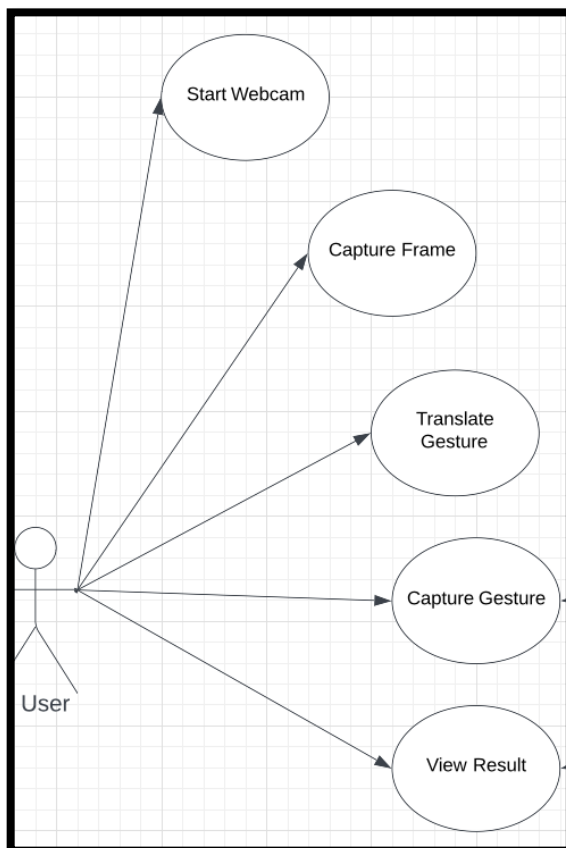 Start Webcam
Capture Frame
Translate
Gesture
Capture Gesture
User
View Result